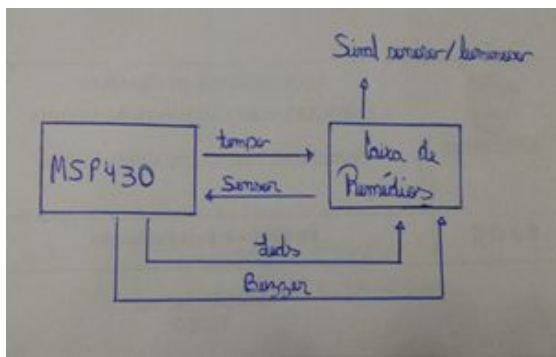 Sinal sonoro/luminoso
MSP430
tempo
Sensor
Caixa de
Remédios
Leds
Buzzer